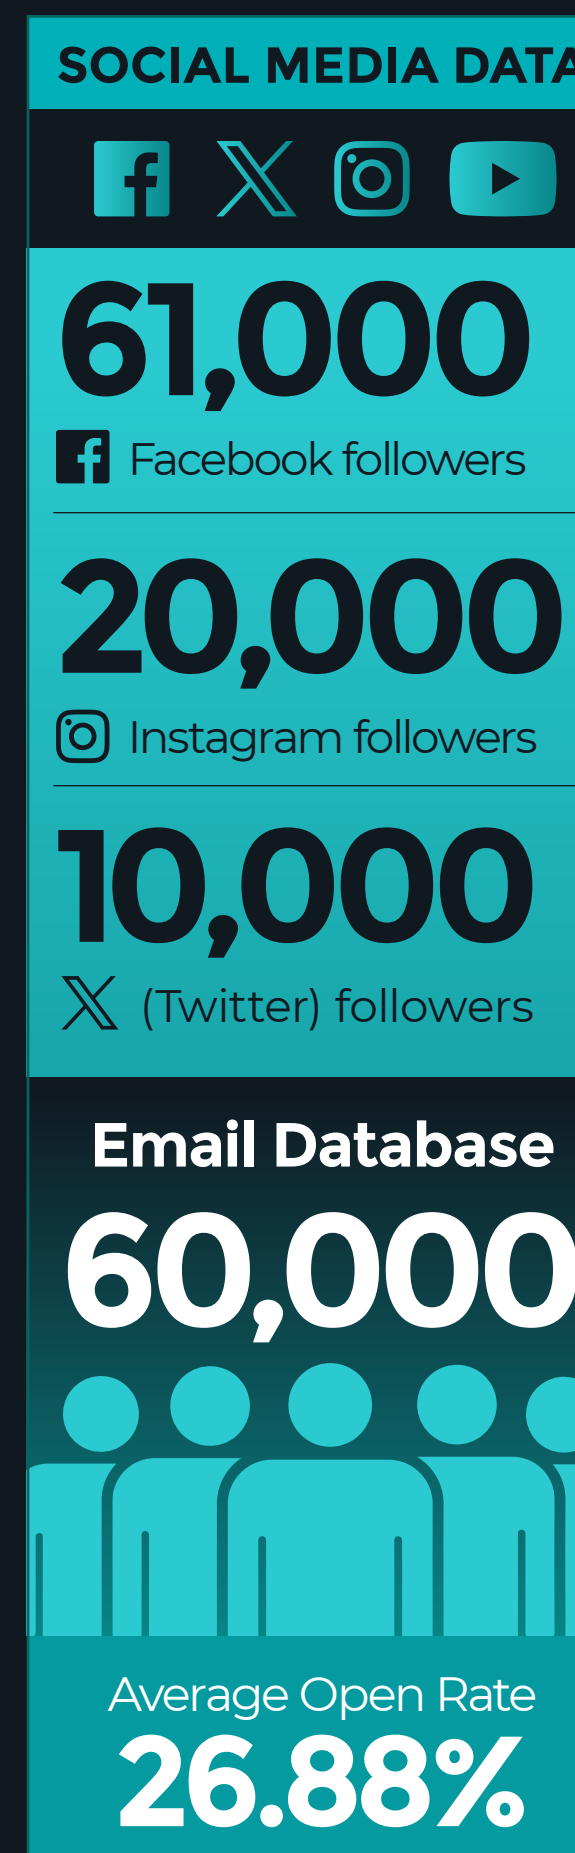 SOCIAL MEDIA DATA
61,000
Facebook followers
20,000
Instagram followers
10,000
X (Twitter) followers
Email Database
60,000
Average Open Rate
26.88%